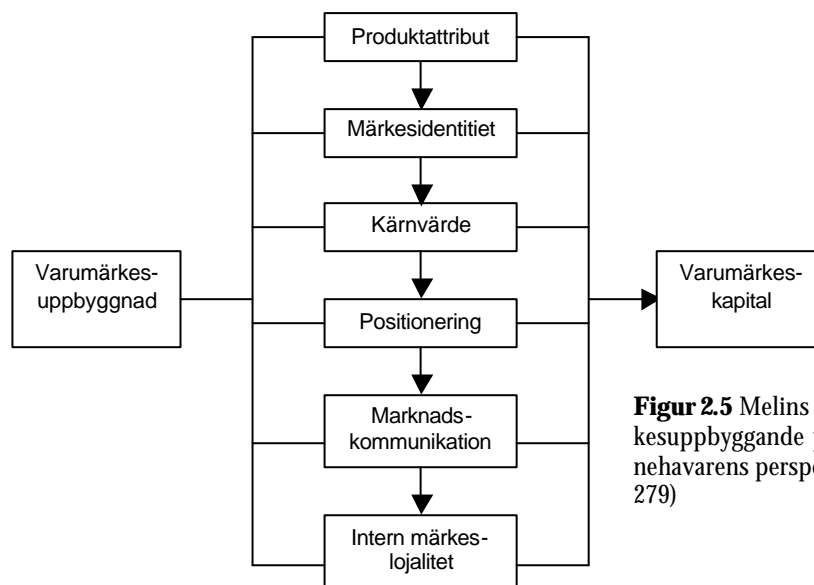 Produktattribut
Märkesidentitiet
Kärnvärde
Varumärkes-
uppbyggnad
Varumärkes-
kapital
Positionering
Marknads-
kommunikation
Intern märkes-
lojalitet
Figur 2.5 Melins
kesuppbyggande
nehavarens
279)